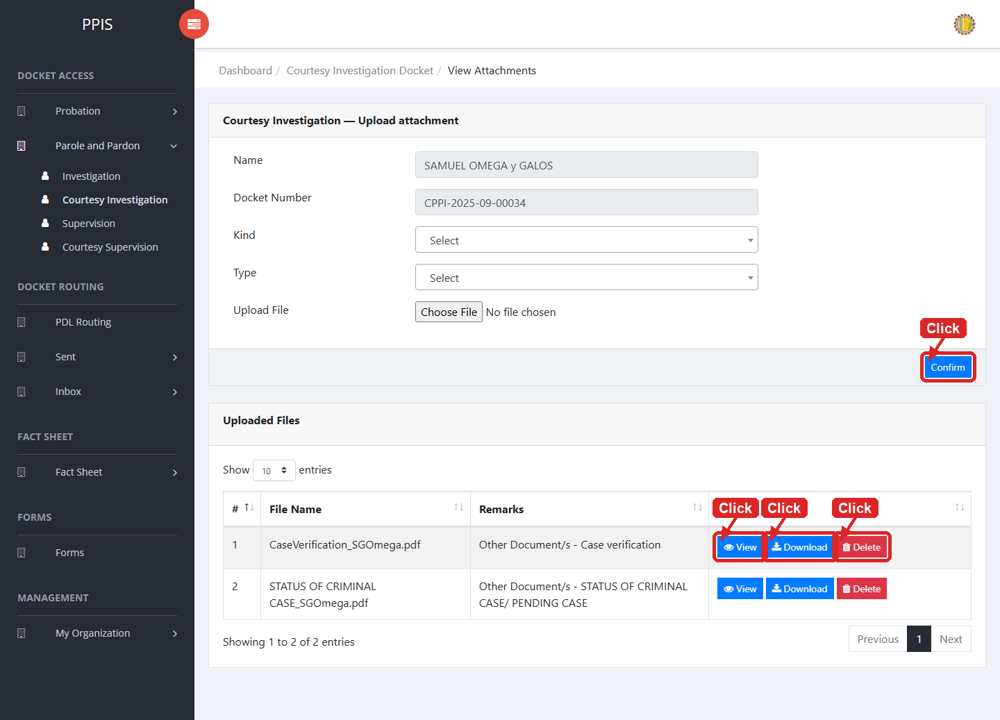 PPIS
DOCKET ACCESS
Probation
Parole and Pardon
Investigation
Courtesy Investigation
Supervision
Courtesy Supervision
DOCKET ROUTING
PDL Routing
Sent
Inbox
FACT SHEET
Fact Sheet
FORMS
Forms
MANAGEMENT
My Organization
Dashboard / Courtesy Investigation Docket / View Attachments
Courtesy Investigation — Upload attachment
Name
SAMUEL OMEGA y GALOS
Docket Number
CPPI-2025-09-00034
Kind
Select
Type
Select
Upload File
Choose File No file chosen
Click
Confirm
Uploaded Files
Show 10 entries
# File Name Remarks
Click Click Click
1 CaseVerification_SGOmega.pdf Other Document/s - Case verification View Download Delete
2 STATUS OF CRIMINAL Other Document/s - STATUS OF CRIMINAL View Download Delete
CASE_SGOmega.pdf CASE/ PENDING CASE
Showing 1 to 2 of 2 entries
Previous 1 Next